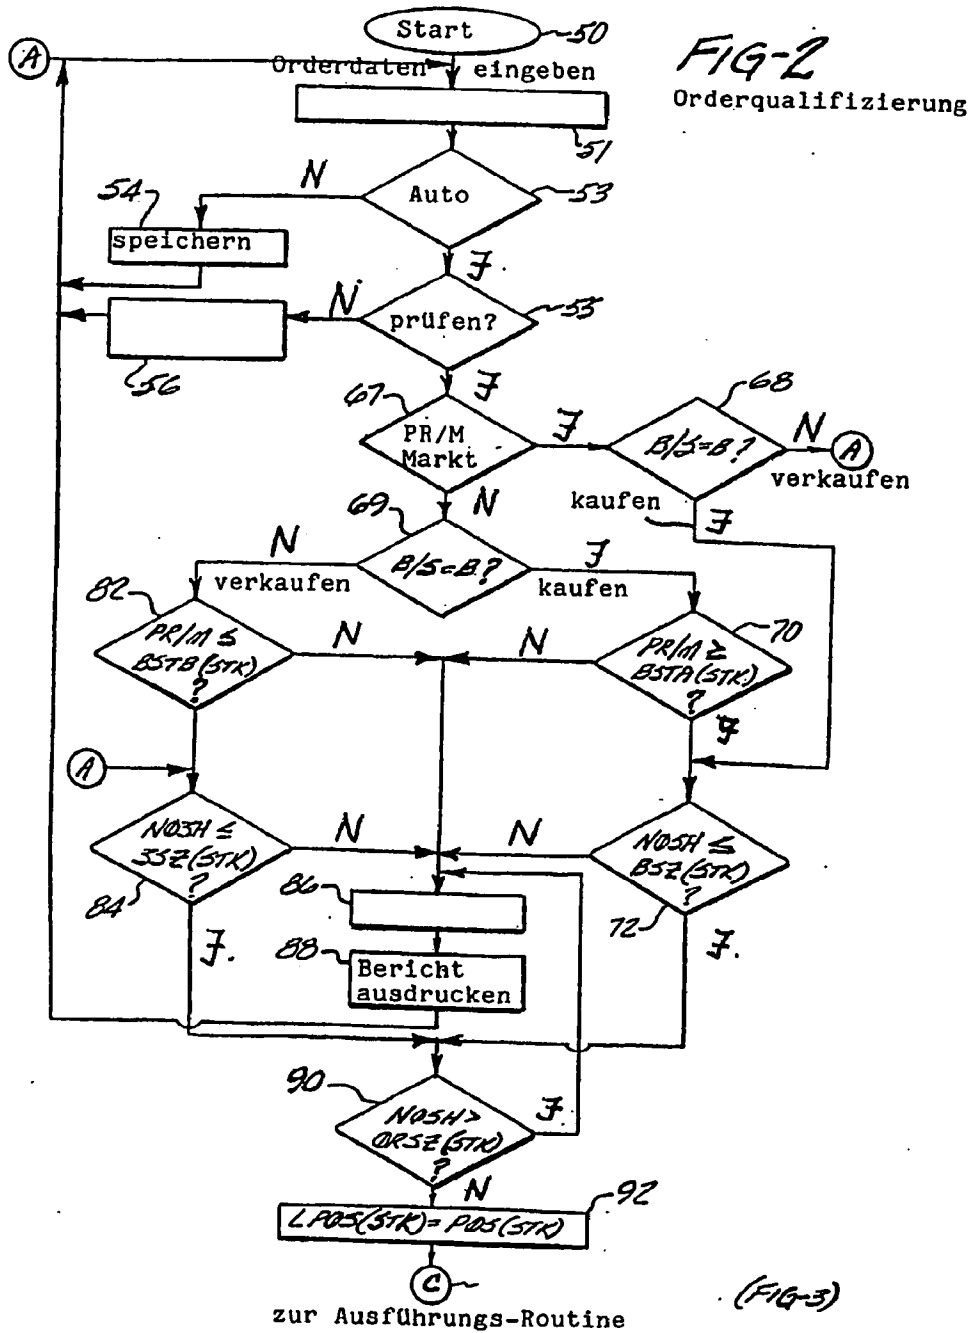 Start
50
A
FIG-2
Orderdaten eingeben
Orderqualifizierung
51
N
Auto
53
54
speichern
J
N
prüfen?
55
56
J
67
68
PR/M
Markt
J
B/S=B?
N
A
verkaufen
kaufen
J
N
69
N
B/S=B?
J
verkaufen
kaufen
82
PR/M ≤
BSTB(STK)
?
N
N
PR/M ≥
BSTA(STK)
?
70
J
A
NOSH ≤
SSZ(STK)
?
N
N
NOSH ≤
BSZ(STK)
?
84
86
72
J.
88
Bericht
ausdrucken
J.
90
NOSH >
ORSZ(STK)
?
J
N
92
LPOS(STK)=POS(STK)
C
zur Ausführungs-Routine
(FIG-3)